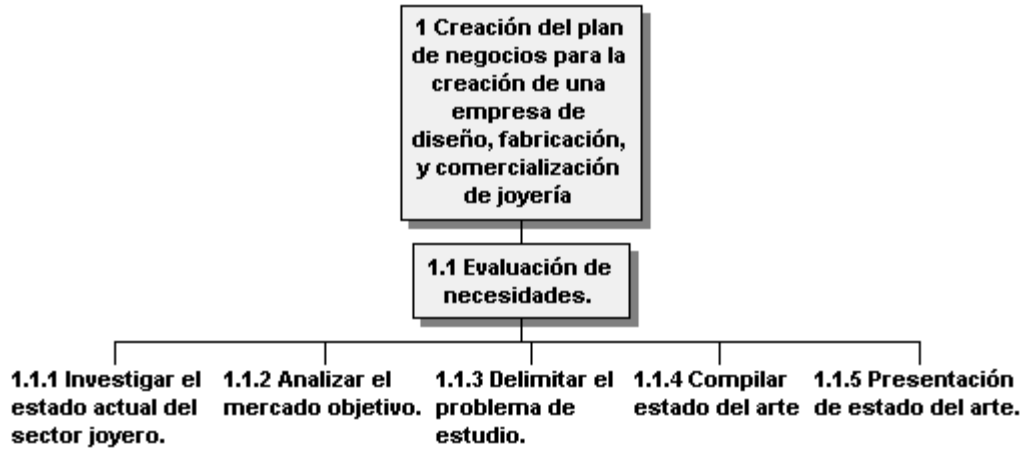 1 Creación del plan
de negocios para la
creación de una
empresa de
diseño, fabricación,
y comercialización
de joyería
1.1 Evaluación de
necesidades.
1.1.1 Investigar el
estado actual del
sector joyero.
1.1.2 Analizar el
mercado objetivo.
1.1.3 Delimitar el
problema de
estudio.
1.1.4 Compilar
estado del arte
1.1.5 Presentación
de estado del arte.